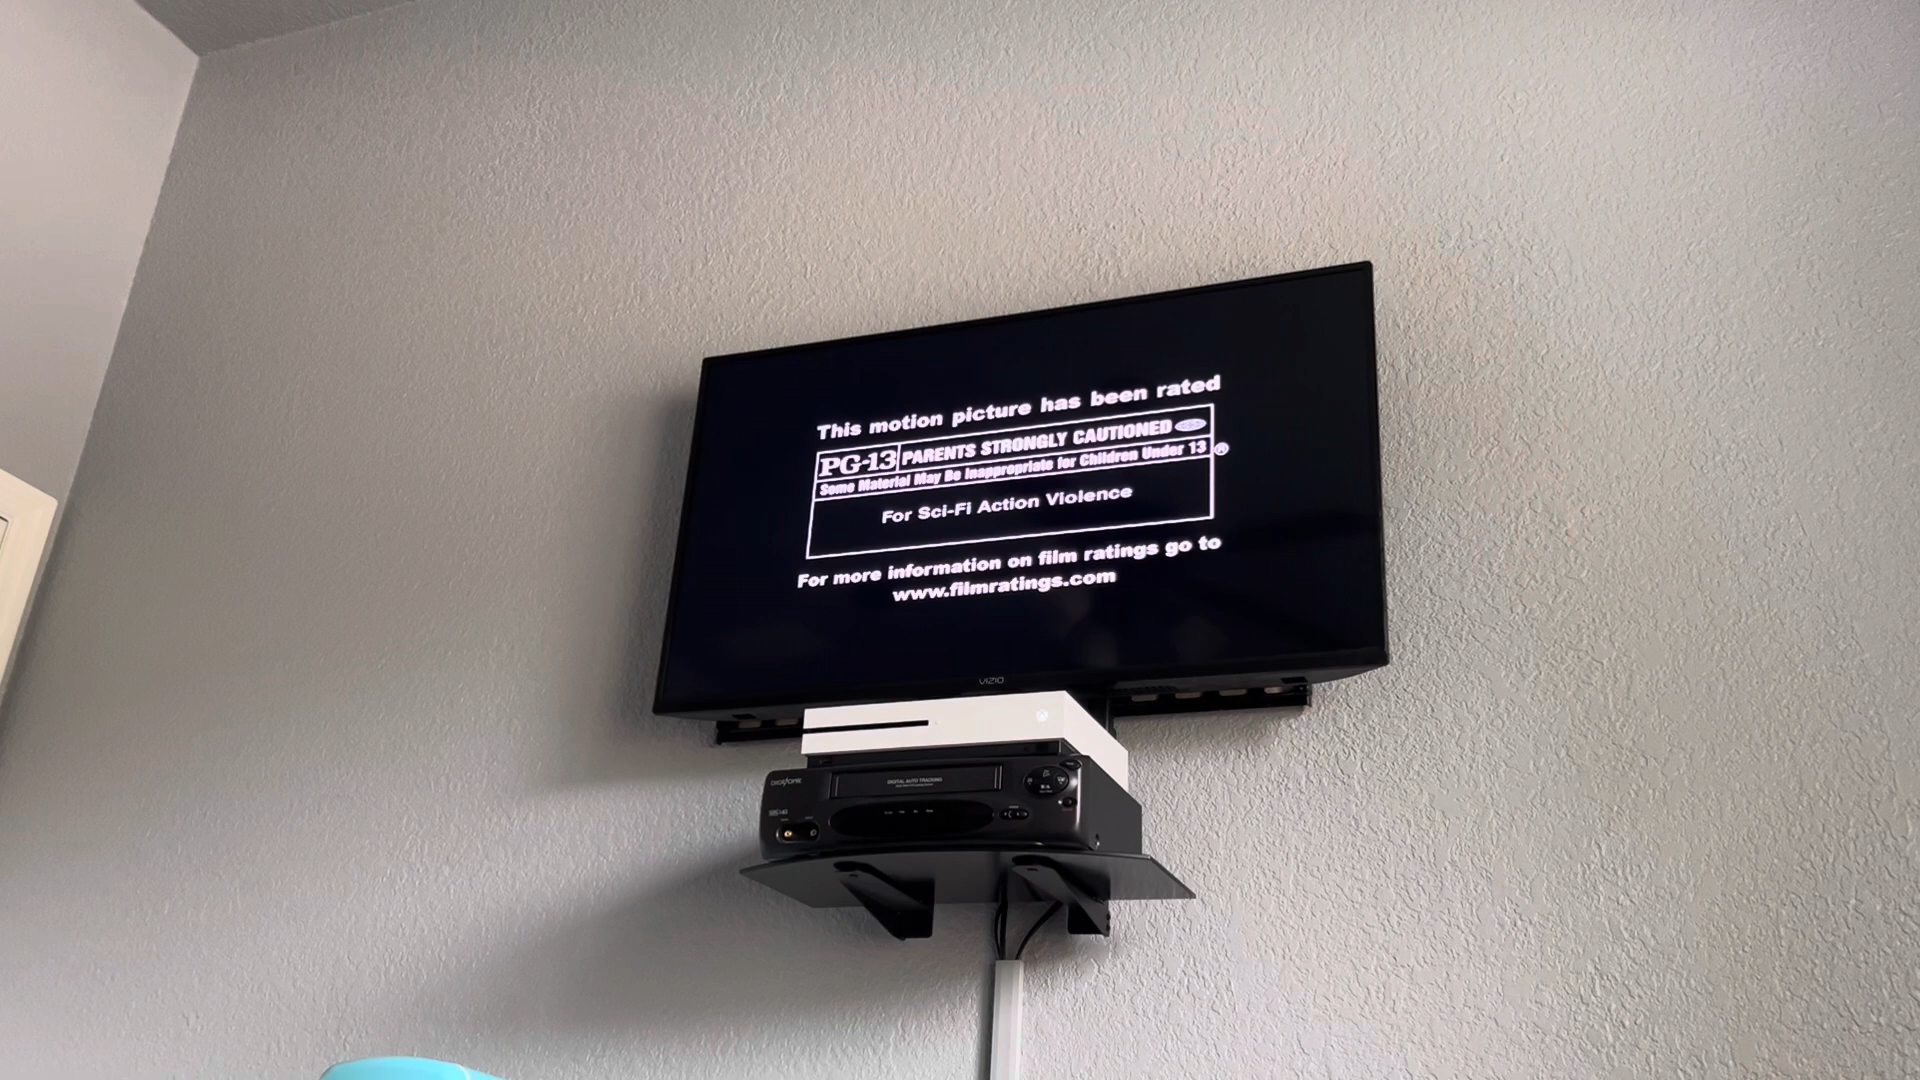 This motion picture has been rated
PG-13 PARENTS STRONGLY CAUTIONED
Some Material May Be Inappropriate for Children Under 13
®
For Sci-Fi Action Violence
For more information on film ratings go to
www.filmratings.com
VIZIO
DIGITAL AUTO TRACKING